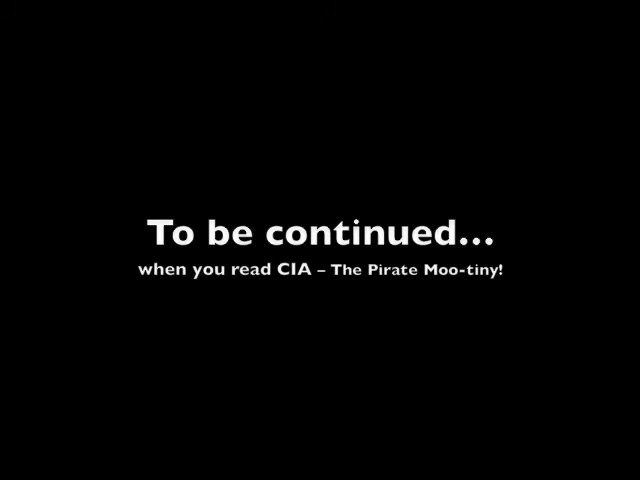 To be continued...
when you read CIA – The Pirate Moo-tiny!